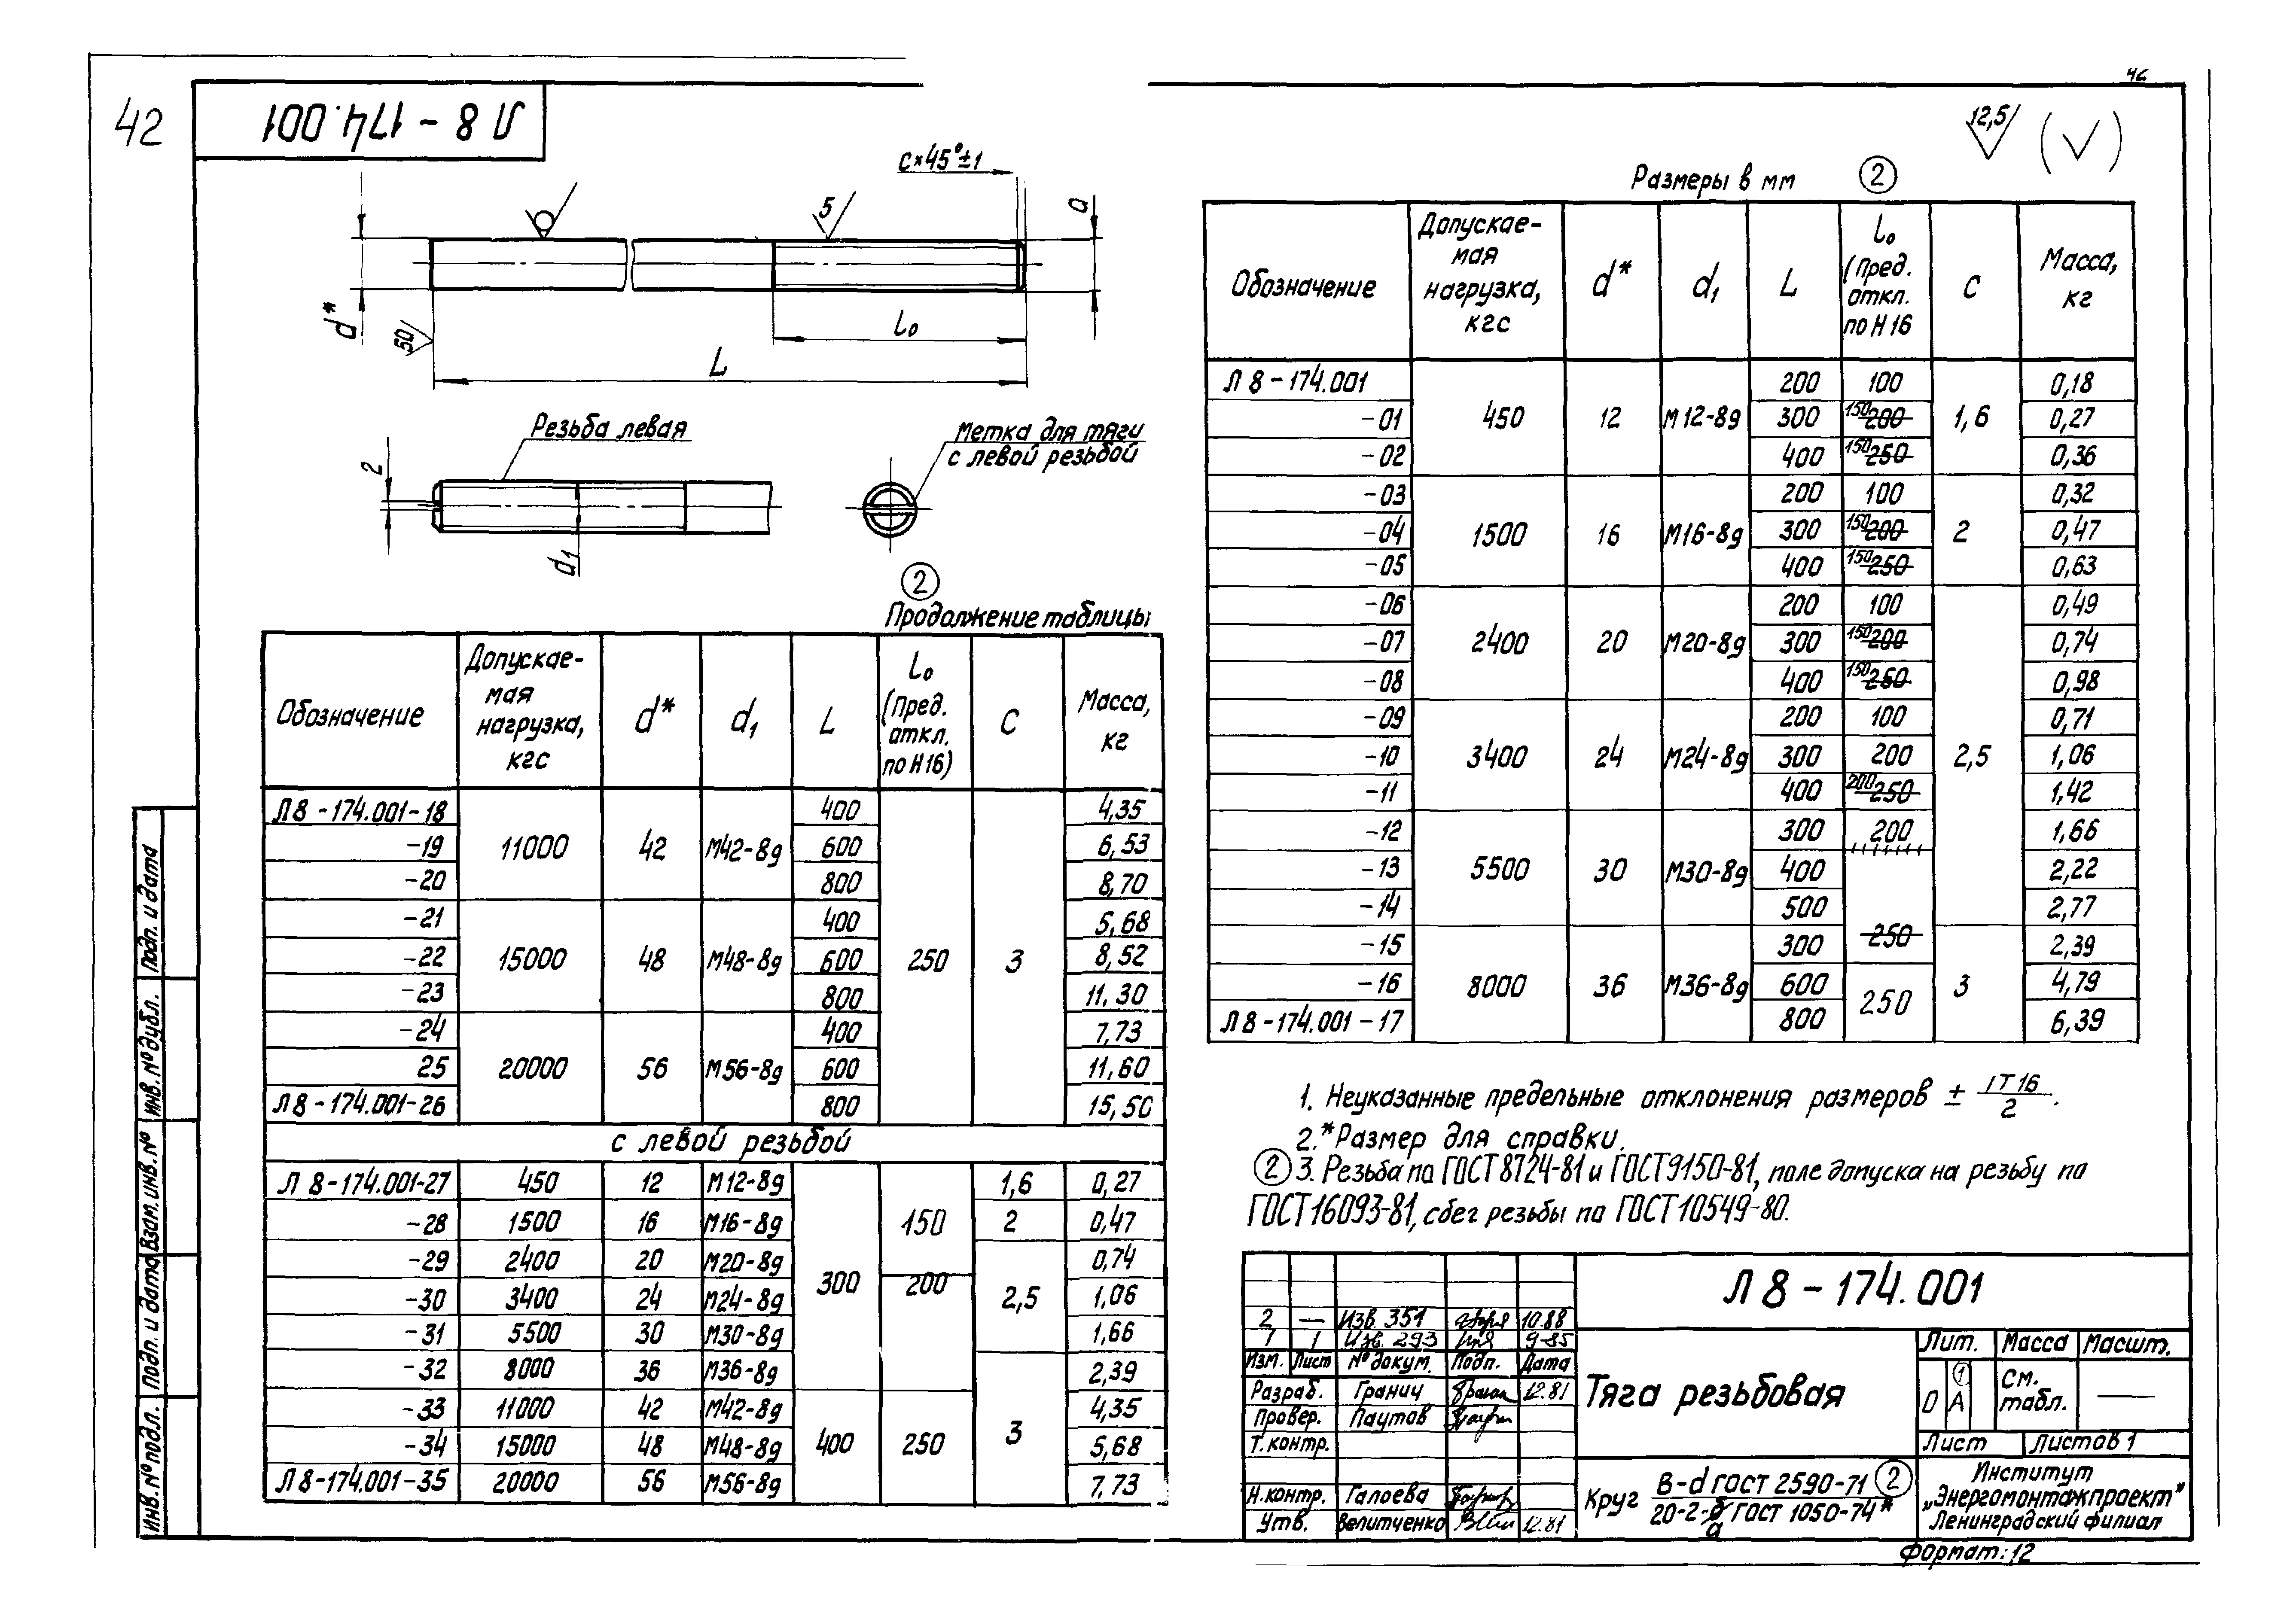 42
42
Л 8 - 174.001
12,5
c×45°±1
5
a
d*
50
l₀
L
Резьба левая
Метка для тяги
с левой резьбой
2
d₁
2
Продолжение таблицы
Обозначение Допускае-мая нагрузка, кгс d* d₁ L l₀ (Пред. откл. по Н16) C Масса, кг
Л 8 - 174.001-18 11000 42 М42-8g 400 250 3 4,35
-19 600 6,53
-20 800 8,70
-21 15000 48 М48-8g 400 5,68
-22 600 8,52
-23 800 11,30
-24 20000 56 М56-8g 400 7,73
25 600 11,60
Л 8 - 174.001-26 800 15,50
с левой резьбой
Л 8-174.001-27 450 12 М12-8g 300 150 1,6 0,27
-28 1500 16 М16-8g 2 0,47
-29 2400 20 М20-8g 2,5 0,74
-30 3400 24 М24-8g 200 1,06
-31 5500 30 М30-8g 1,66
-32 8000 36 М36-8g 3 2,39
-33 11000 42 М42-8g 400 250 4,35
-34 15000 48 М48-8g 5,68
Л 8-174.001-35 20000 56 М56-8g 7,73
Размеры в мм 2
Обозначение Допускае-мая нагрузка, кгс d* d₁ L l₀ (Пред. откл. по Н 16 C Масса, кг
Л 8 - 174.001 450 12 М12-8g 200 100 1,6 0,18
-01 300 150 200 0,27
-02 400 150 250 0,36
-03 1500 16 М16-8g 200 100 2 0,32
-04 300 150 200 0,47
-05 400 150 250 0,63
-06 2400 20 М20-8g 200 100 2,5 0,49
-07 300 150 200 0,74
-08 400 150 250 0,98
-09 3400 24 М24-8g 200 100 0,71
-10 300 200 1,06
-11 400 200 250 1,42
-12 5500 30 М30-8g 300 200 1,66
-13 400 2,22
-14 500 2,77
-15 8000 36 М36-8g 300 250 3 2,39
-16 600 250 4,79
Л 8-174.001-17 800 6,39
1. Неуказанные предельные отклонения размеров ± IT16/2.
2.*Размер для справки.
2 3. Резьба по ГОСТ 8724-81 и ГОСТ 9150-81, поле допуска на резьбу по
ГОСТ 16093-81, сбег резьбы по ГОСТ 10549-80.
2 — Изв. 351 10.88
1 1 Изв. 293 9-85
Изм. Лист № докум. Подп. Дата
Разраб. Гранич 12.81
Провер. Паутов
Т. контр.
Н.контр. Галоева
Утв. Велитченко 12.81
Л 8 - 174.001
Тяга резьбовая
Лит. Масса Масшт.
О А 1 См. табл. —
Лист Листов 1
Круг В-d ГОСТ 2590-71 2
20-2-б ГОСТ 1050-74*
а
Институт
„Энергомонтажпроект"
Ленинградский филиал
Формат: 12
Подп. и дата
Инв. № дубл.
Взам. инв. №
Подп. и дата
Инв. № подл.